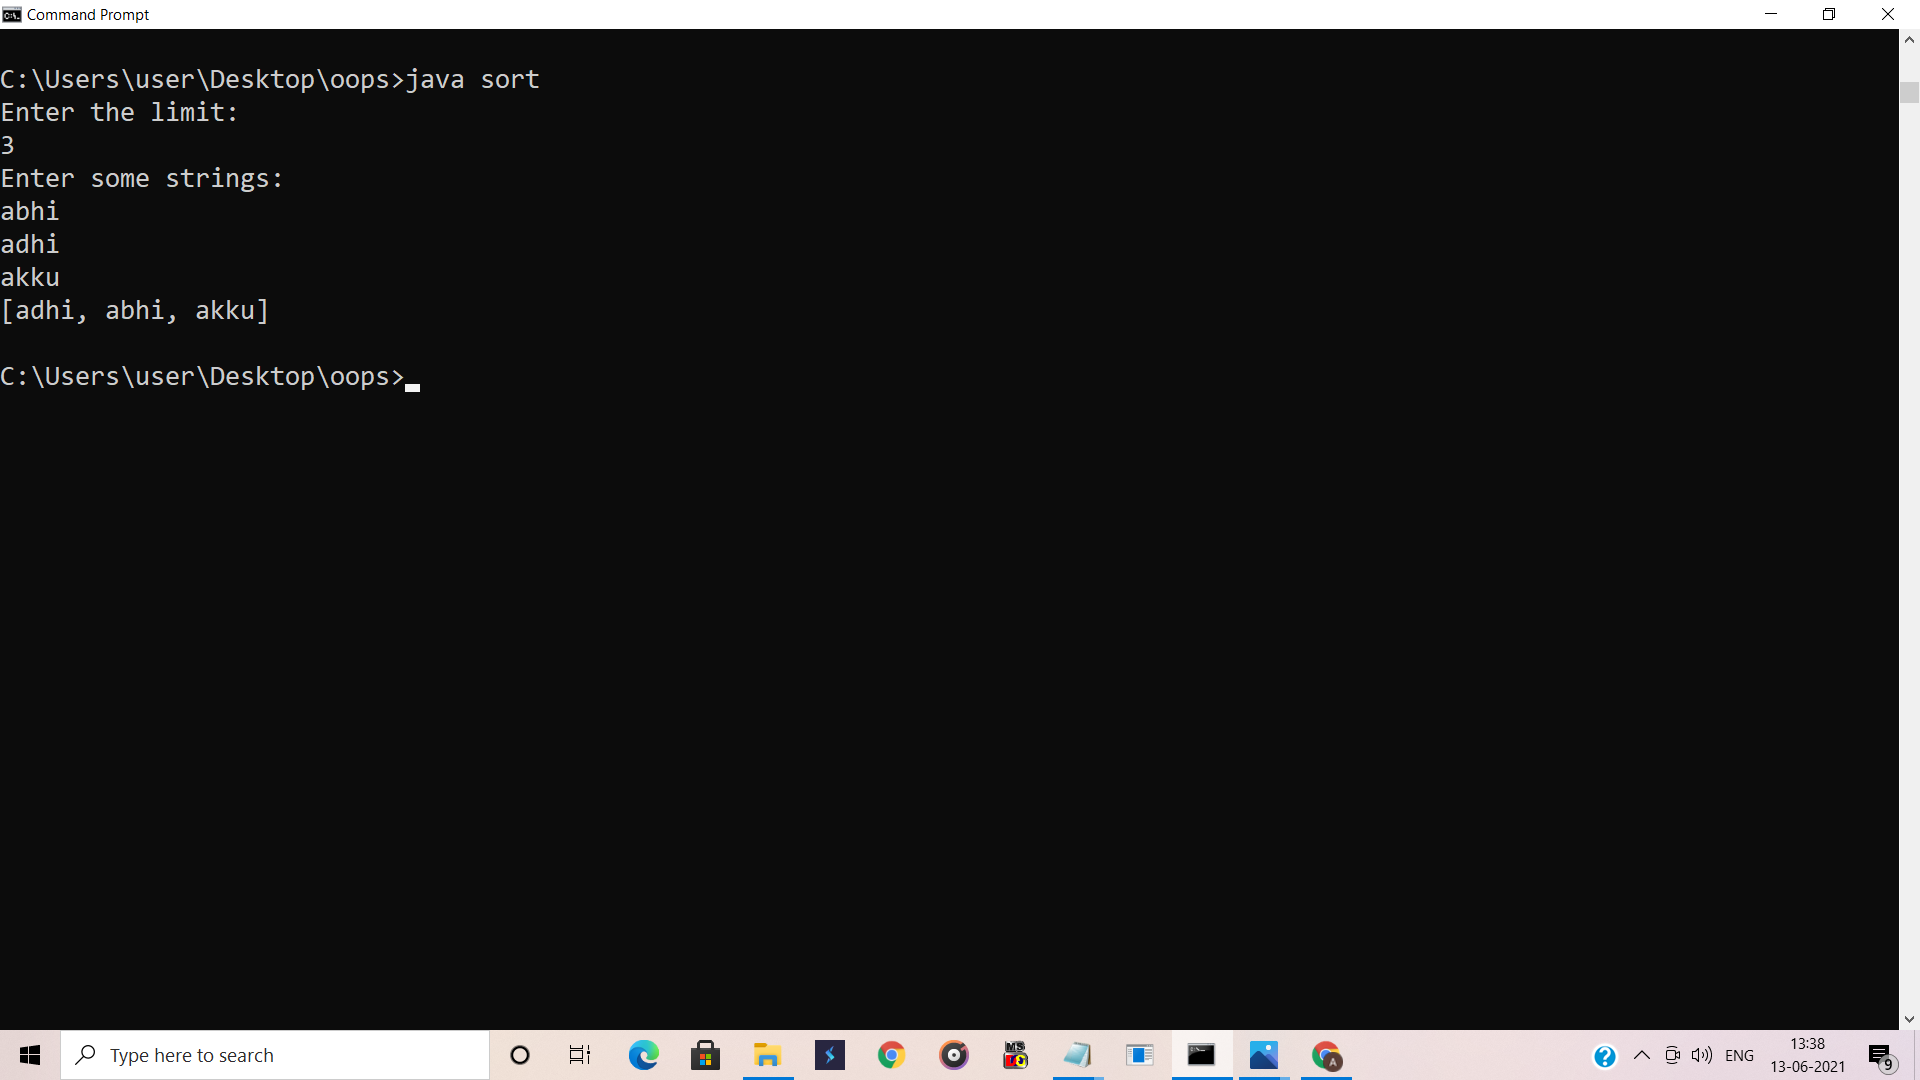 Command Prompt
C:\Users\user\Desktop\oops>java sort
Enter the limit:
3
Enter some strings:
abhi
adhi
akku
[adhi, abhi, akku]
C:\Users\user\Desktop\oops>
Type here to search
MS
A
ENG
13:38
13-06-2021
9